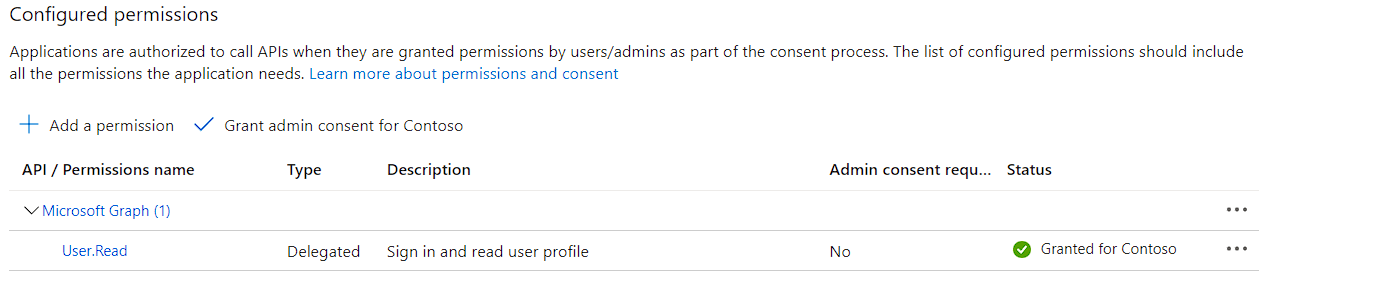 Configured permissions
Applications are authorized to call APIs when they are granted permissions by users/admins as part of the consent process. The list of configured permissions should include
all the permissions the application needs. Learn more about permissions and consent
Add a permission Grant admin consent for Contoso
API / Permissions name Type Description Admin consent requ... Status
Microsoft Graph (1)
User.Read Delegated Sign in and read user profile No Granted for Contoso